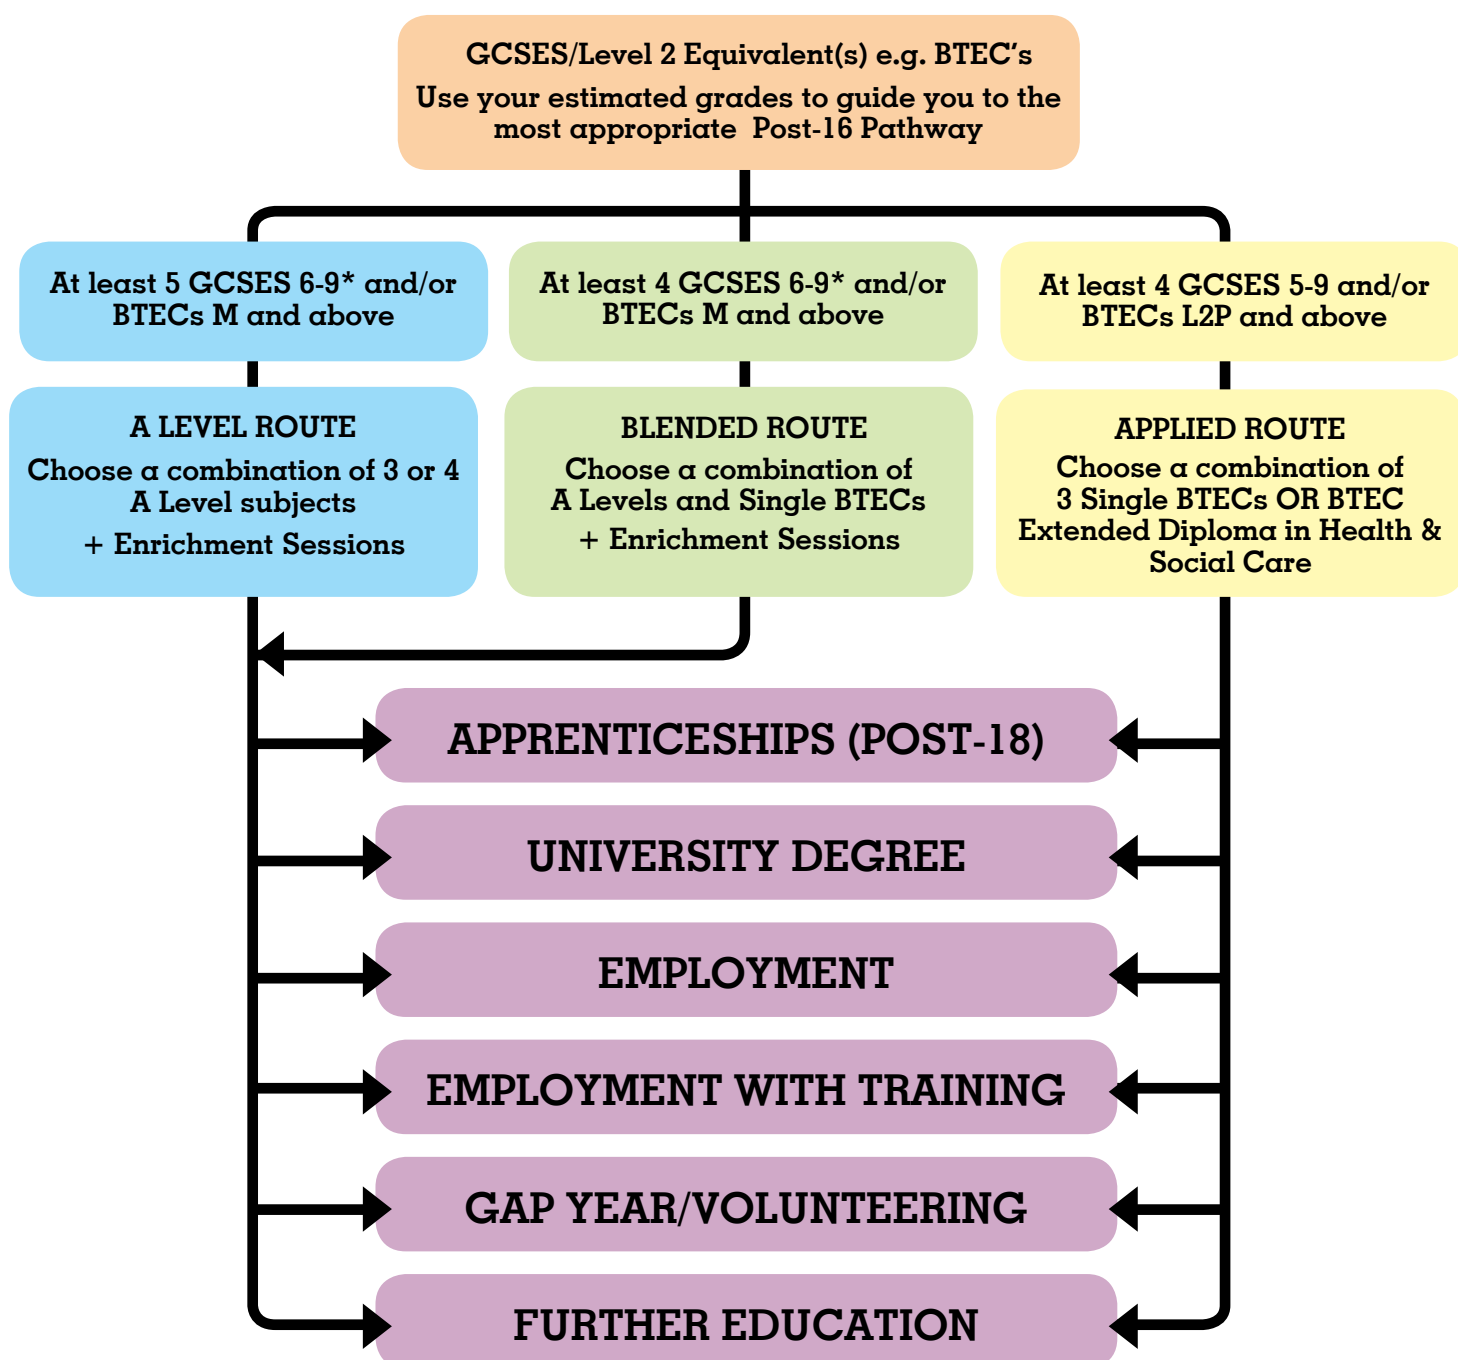 GCSES/Level 2 Equivalent(s) e.g. BTEC's
Use your estimated grades to guide you to the
most appropriate Post-16 Pathway
At least 5 GCSES 6-9* and/or
BTECs M and above
At least 4 GCSES 6-9* and/or
BTECs M and above
At least 4 GCSES 5-9 and/or
BTECs L2P and above
A LEVEL ROUTE
Choose a combination of 3 or 4
A Level subjects
+ Enrichment Sessions
BLENDED ROUTE
Choose a combination of
A Levels and Single BTECs
+ Enrichment Sessions
APPLIED ROUTE
Choose a combination of
3 Single BTECs OR BTEC
Extended Diploma in Health &
Social Care
APPRENTICESHIPS (POST-18)
UNIVERSITY DEGREE
EMPLOYMENT
EMPLOYMENT WITH TRAINING
GAP YEAR/VOLUNTEERING
FURTHER EDUCATION